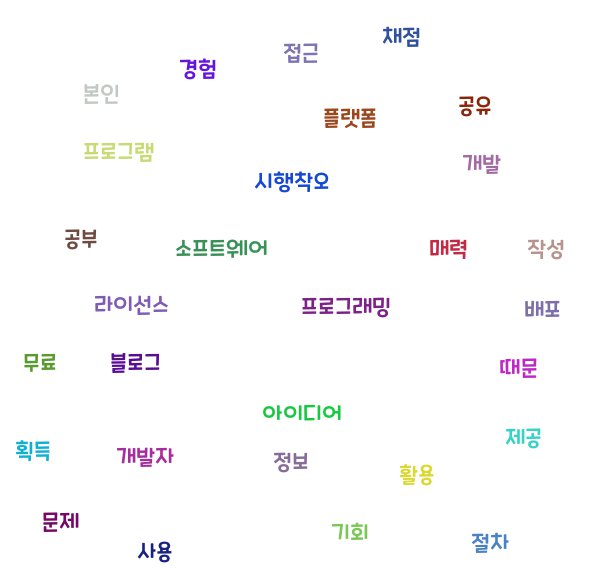 채점
접근
경험
본인
공유
플랫폼
프로그램
개발
시행착오
공부
소프트웨어
매력
작성
라이선스
프로그래밍
배포
무료
블로그
때문
아이디어
제공
획득
개발자
정보
활용
문제
기회
절차
사용